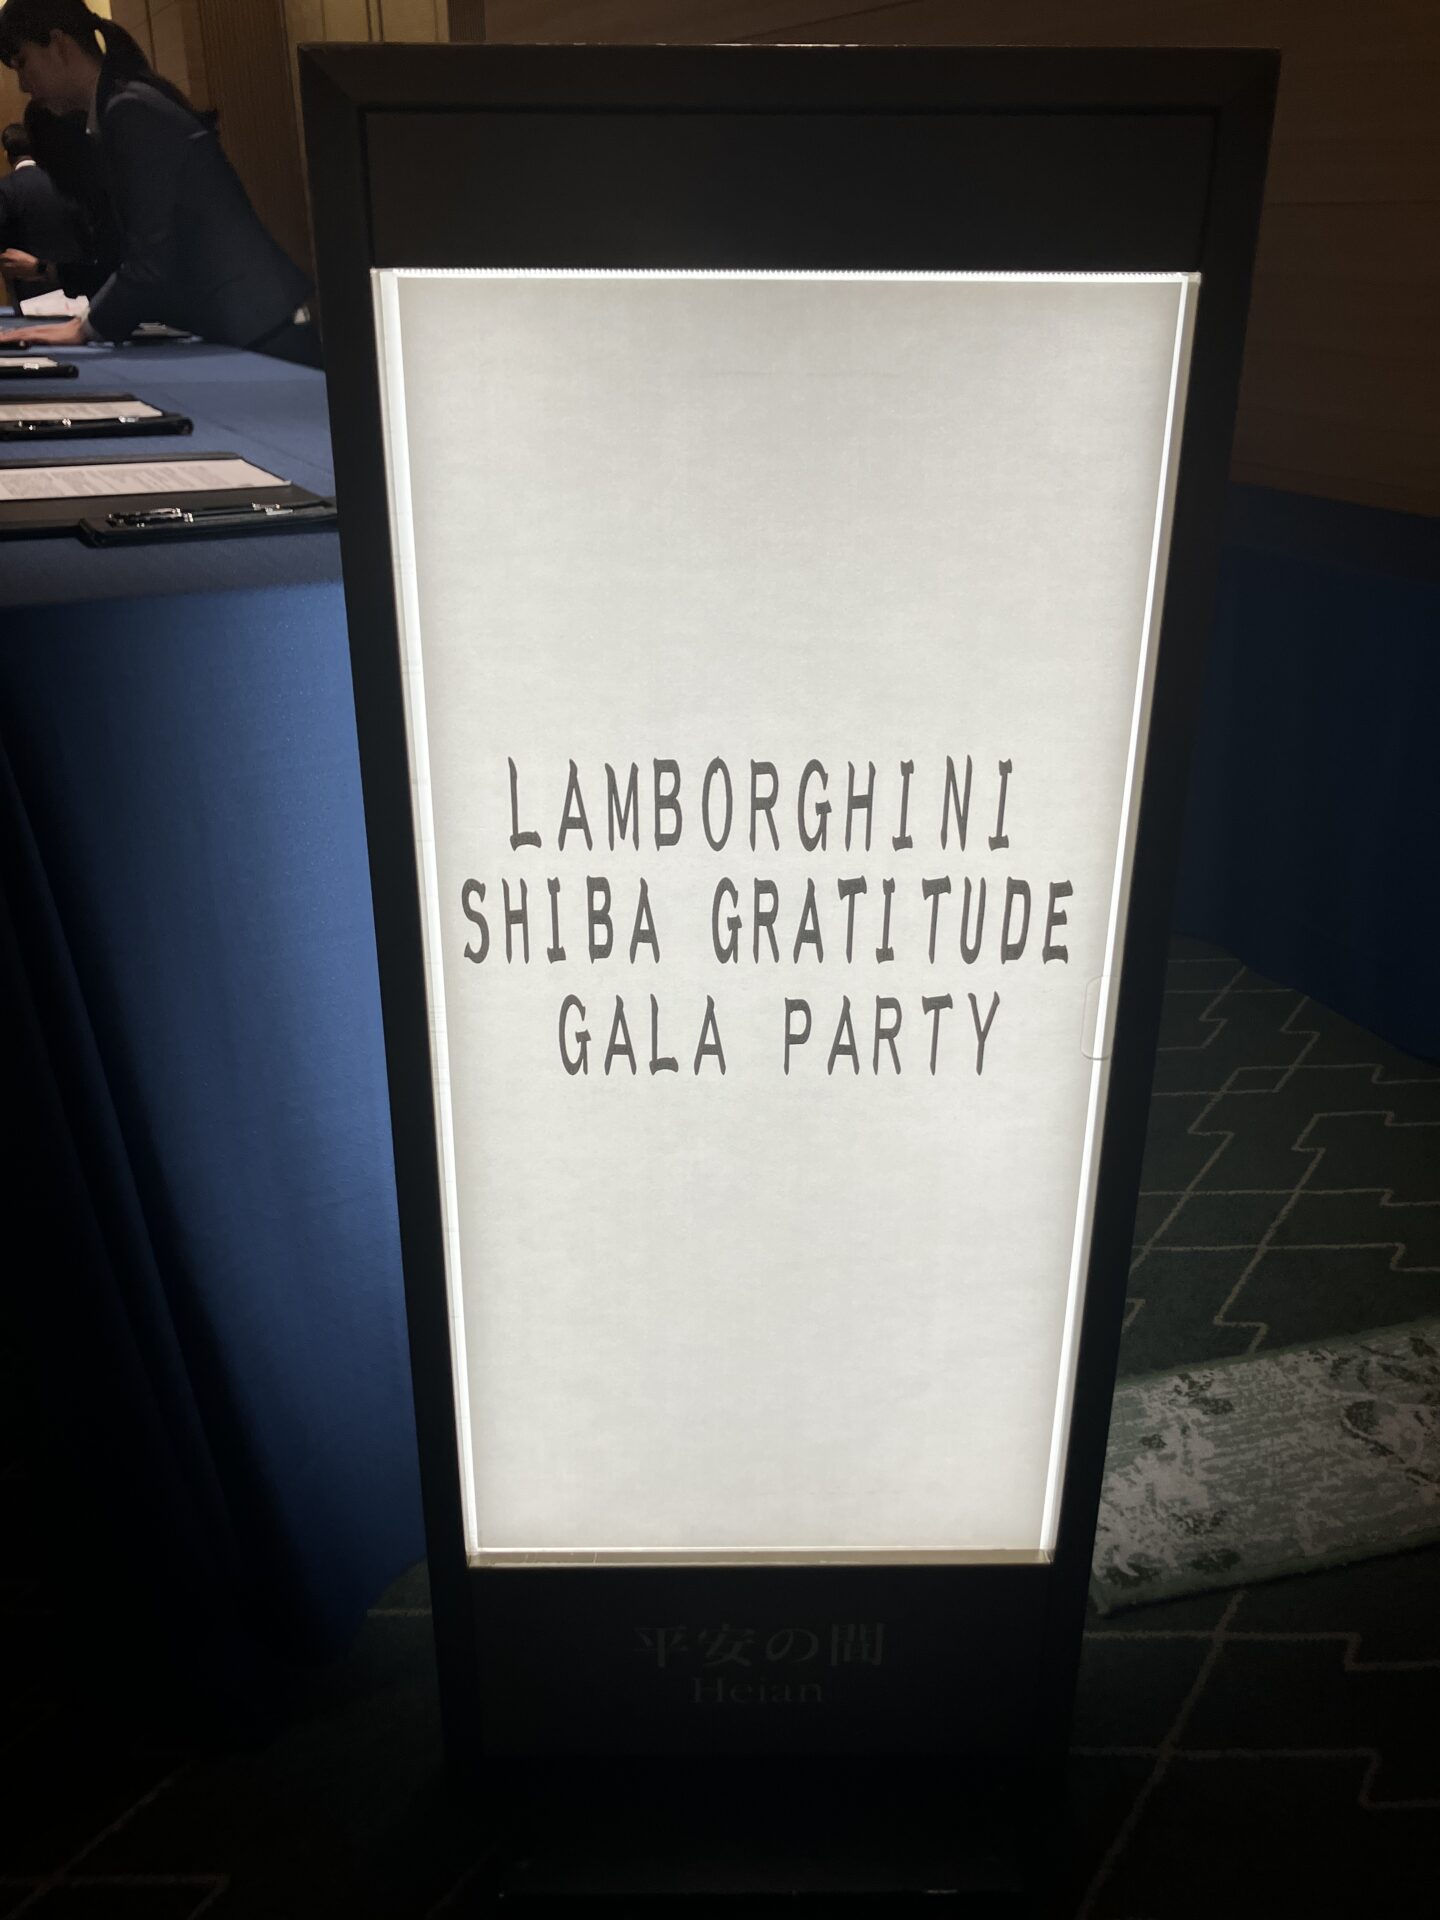 LAMBORGHINI
SHIBA GRATITUDE
GALA PARTY
平安の間
Heian